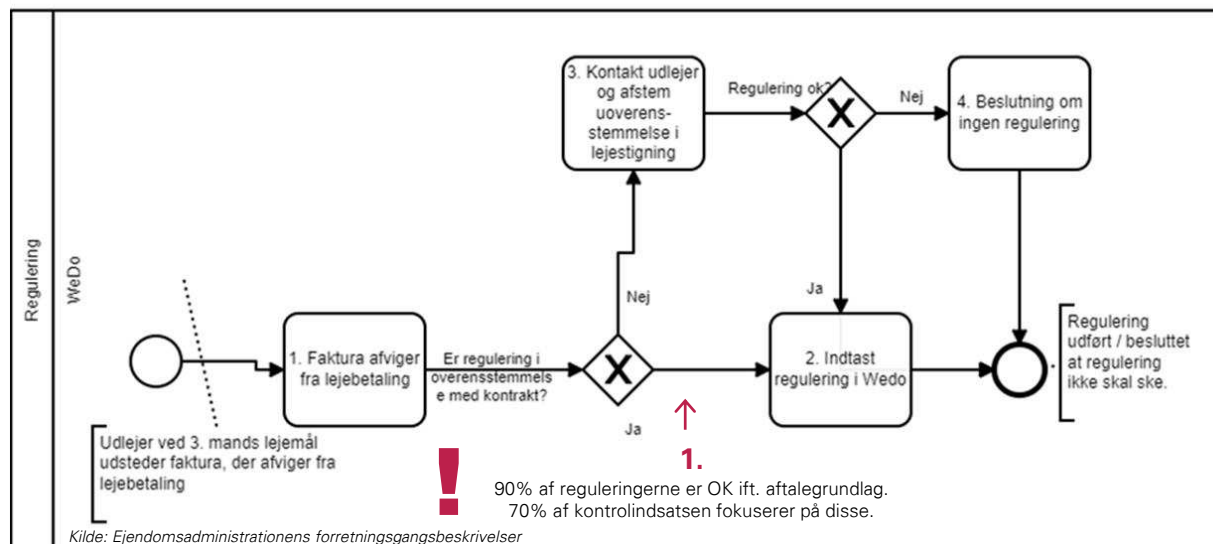 Regulering
WeDo
Udlejer ved 3. mands lejemål
udsteder faktura, der afviger fra
lejebetaling
1. Faktura afviger
fra lejebetaling
Er regulering i
overensstemmels
e med kontrakt?
Nej
Ja
3. Kontakt udlejer
og afstem
uoverens-
stemmelse i
lejestigning
Regulering ok?
X
Nej
Ja
4. Beslutning om
ingen regulering
X
2. Indtast
regulering i Wedo
Regulering
udført / besluttet
at regulering
ikke skal ske.
!
1.
90% af reguleringerne er OK ift. aftalegrundlag.
70% af kontrolindsatsen fokuserer på disse.
Kilde: Ejendomsadministrationens forretningsgangsbeskrivelser